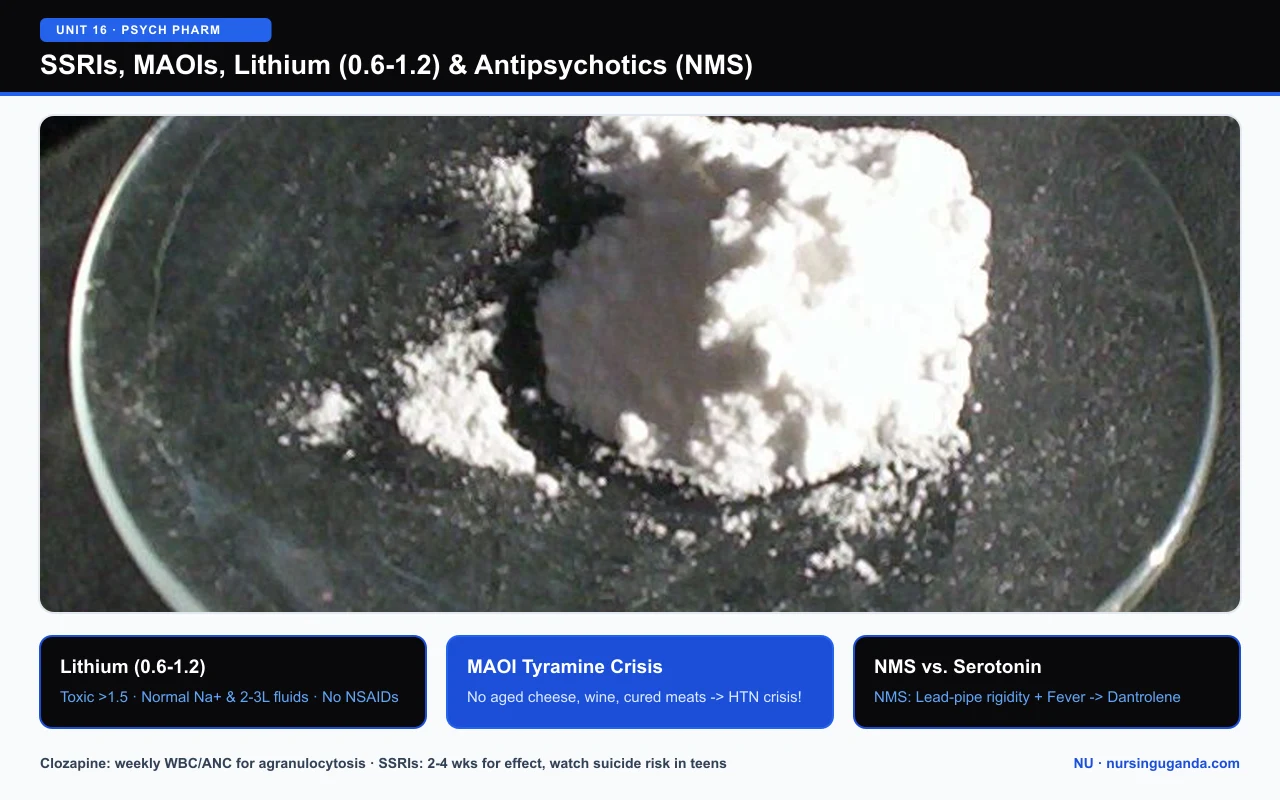 UNIT 16 · PSYCH PHARM
SSRIs, MAOIs, Lithium (0.6-1.2) & Antipsychotics (NMS)
Lithium (0.6-1.2)
Toxic >1.5 · Normal Na+ & 2-3L fluids · No NSAIDs
MAOI Tyramine Crisis
No aged cheese, wine, cured meats -> HTN crisis!
NMS vs. Serotonin
NMS: Lead-pipe rigidity + Fever -> Dantrolene
Clozapine: weekly WBC/ANC for agranulocytosis · SSRIs: 2-4 wks for effect, watch suicide risk in teens
NU · nursinguganda.com